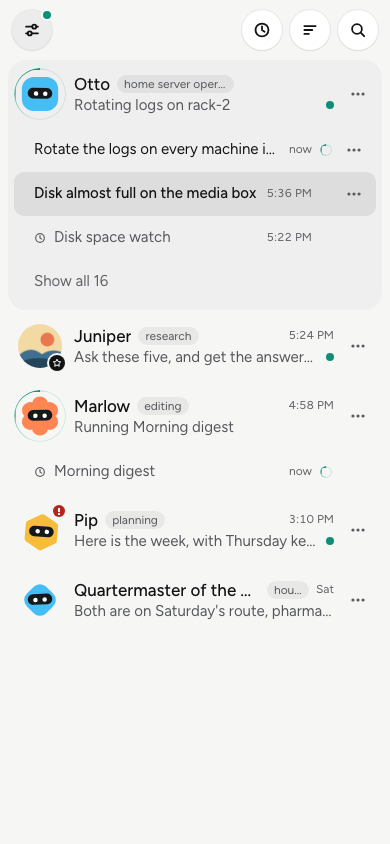 Otto home server oper...
Rotating logs on rack-2
Rotate the logs on every machine i... now
Disk almost full on the media box 5:36 PM
Disk space watch 5:22 PM
Show all 16
Juniper research 5:24 PM
Ask these five, and get the answer...
Marlow editing 4:58 PM
Running Morning digest
Morning digest now
Pip planning 3:10 PM
Here is the week, with Thursday ke...
Quartermaster of the ... hou... Sat
Both are on Saturday's route, pharma...